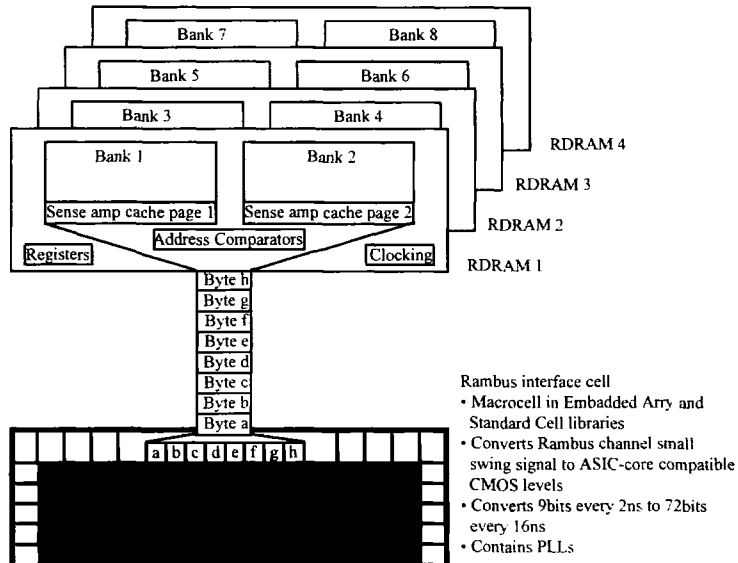 Bank 7 Bank 8
Bank 5 Bank 6
Bank 3 Bank 4
Bank 1 Bank 2
RDRAM 4
RDRAM 3
Sense amp cache page 1 Sense amp cache page 2
RDRAM 2
Address Comparators
Registers Clocking
RDRAM 1
Byte h
Byte g
Byte f
Byte e
Byte d
Byte c
Byte b
Byte a
a b c d e f g h
Rambus interface cell
• Macrocell in Embadded Arry and
Standard Cell libraries
• Converts Rambus channel small
swing signal to ASIC-core compatible
CMOS levels
• Converts 9bits every 2ns to 72bits
every 16ns
• Contains PLLs